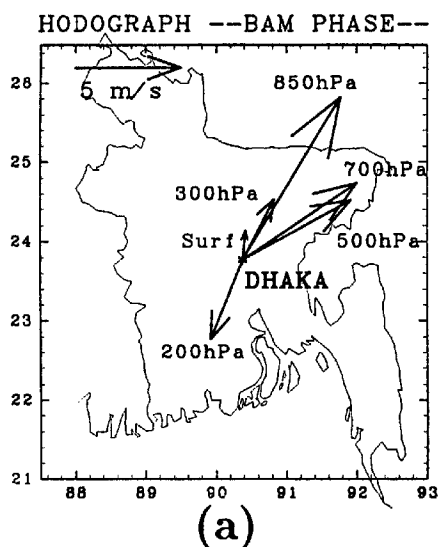 HODOGRAPH --BAM PHASE--
26
5 m/s
850hPa
25
700hPa
300hPa
24
Surf
500hPa
DHAKA
23
200hPa
22
21
88 89 90 91 92 93
(a)